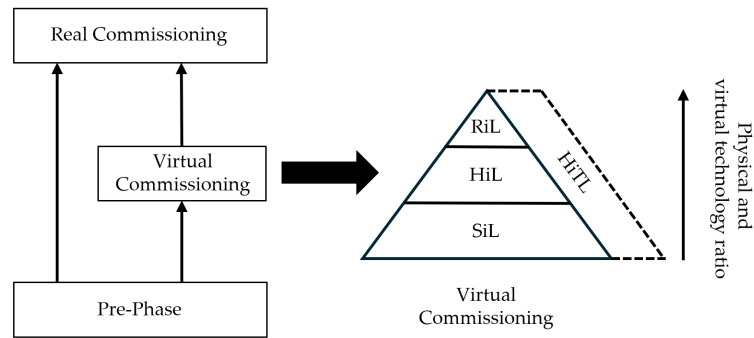 Real Commissioning
Virtual
Commissioning
Pre-Phase
RiL
HiL
SiL
HiTL
Virtual
Commissioning
Physical and
virtual technology ratio